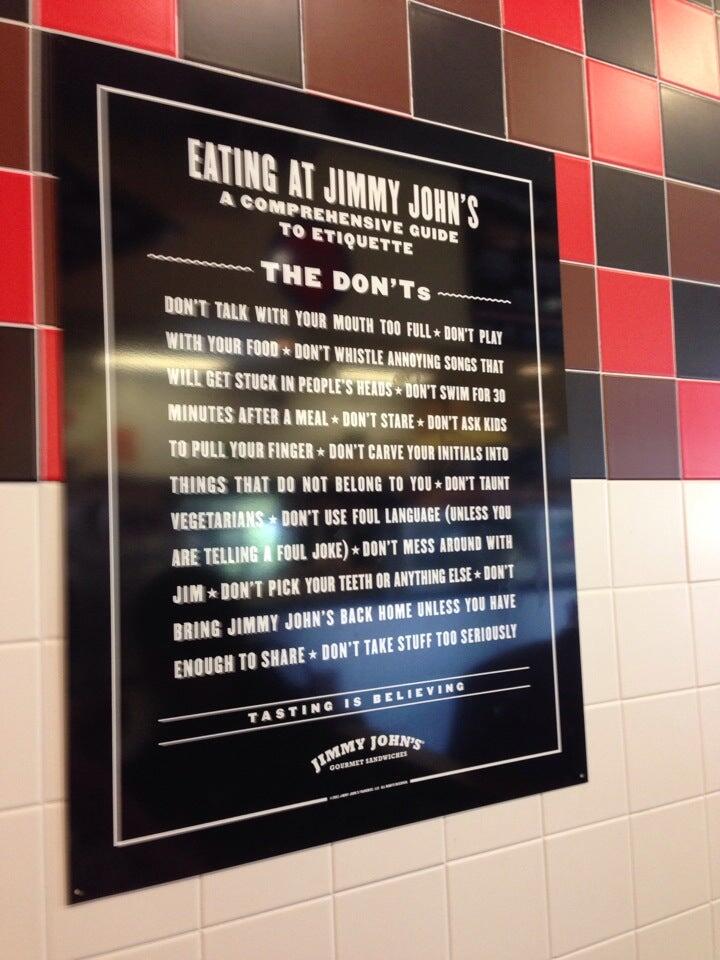 EATING AT JIMMY JOHN'S
A COMPREHENSIVE GUIDE
TO ETIQUETTE
THE DON'Ts
DON'T TALK WITH YOUR MOUTH TOO FULL ★ DON'T PLAY
WITH YOUR FOOD ★ DON'T WHISTLE ANNOYING SONGS THAT
WILL GET STUCK IN PEOPLE'S HEADS ★ DON'T SWIM FOR 30
MINUTES AFTER A MEAL ★ DON'T STARE ★ DON'T ASK KIDS
TO PULL YOUR FINGER ★ DON'T CARVE YOUR INITIALS INTO
THINGS THAT DO NOT BELONG TO YOU ★ DON'T TAUNT
VEGETARIANS ★ DON'T USE FOUL LANGUAGE (UNLESS YOU
ARE TELLING A FOUL JOKE) ★ DON'T MESS AROUND WITH
JIM ★ DON'T PICK YOUR TEETH OR ANYTHING ELSE ★ DON'T
BRING JIMMY JOHN'S BACK HOME UNLESS YOU HAVE
ENOUGH TO SHARE ★ DON'T TAKE STUFF TOO SERIOUSLY
TASTING IS BELIEVING
JIMMY JOHN'S
GOURMET SANDWICHES